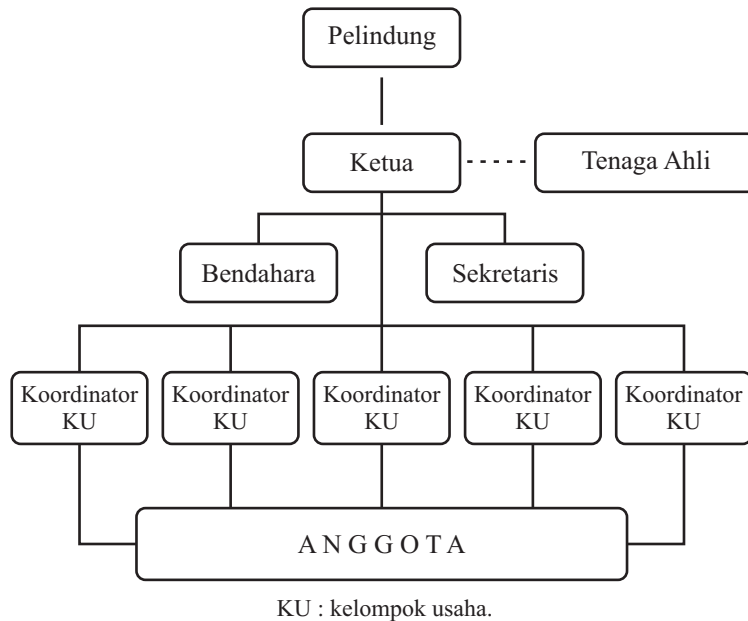 Pelindung
Ketua
Tenaga Ahli
Bendahara
Sekretaris
Koordinator
KU
Koordinator
KU
Koordinator
KU
Koordinator
KU
Koordinator
KU
A N G G O T A
KU : kelompok usaha.